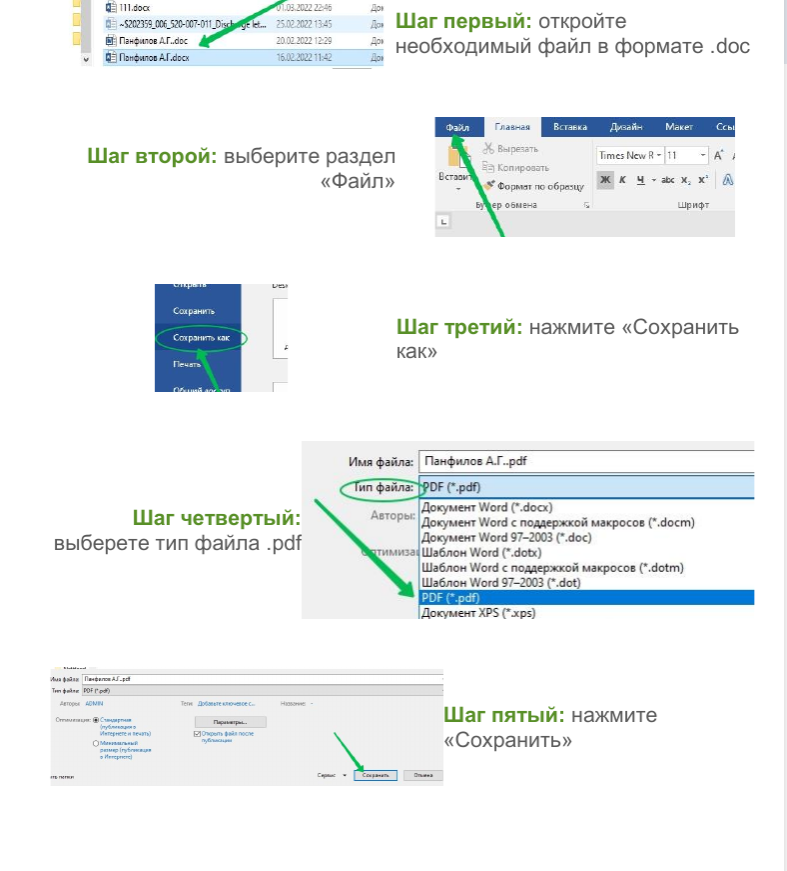 111.docx 01.03.2022 22:46
~$202359_006_520-007-011_Discharge let... 25.02.2022 13:45
Панфилов А.Г..doc 20.02.2022 12:29
Панфилов А.Г.docx 16.02.2022 11:42
Шаг первый: откройте
необходимый файл в формате .doc
Шаг второй: выберите раздел
«Файл»
Файл Главная Вставка Дизайн Макет Ссы
Вырезать
Копировать
Формат по образцу
Вставить
Буфер обмена
Times New R 11
Ж К Ч abc x₂ x²
Шрифт
Открыть
Сохранить
Сохранить как
Печать
Общий доступ
Шаг третий: нажмите «Сохранить
как»
Шаг четвертый:
выберете тип файла .pdf
Имя файла: Панфилов А.Г..pdf
Тип файла: PDF (*.pdf)
Авторы:
Оптимиза
Документ Word (*.docx)
Документ Word с поддержкой макросов (*.docm)
Документ Word 97–2003 (*.doc)
Шаблон Word (*.dotx)
Шаблон Word с поддержкой макросов (*.dotm)
Шаблон Word 97–2003 (*.dot)
PDF (*.pdf)
Документ XPS (*.xps)
Имя файла: Панфилов А.Г..pdf
Тип файла: PDF (*.pdf)
Авторы: ADMIN Теги: Добавьте ключевое с... Название:
Оптимизация: Стандартная
(публикация в
Интернете и печать)
Минимальный
размер (публикация
в Интернете)
Параметры...
Открыть файл после
публикации
Сервис Сохранить Отмена
Шаг пятый: нажмите
«Сохранить»